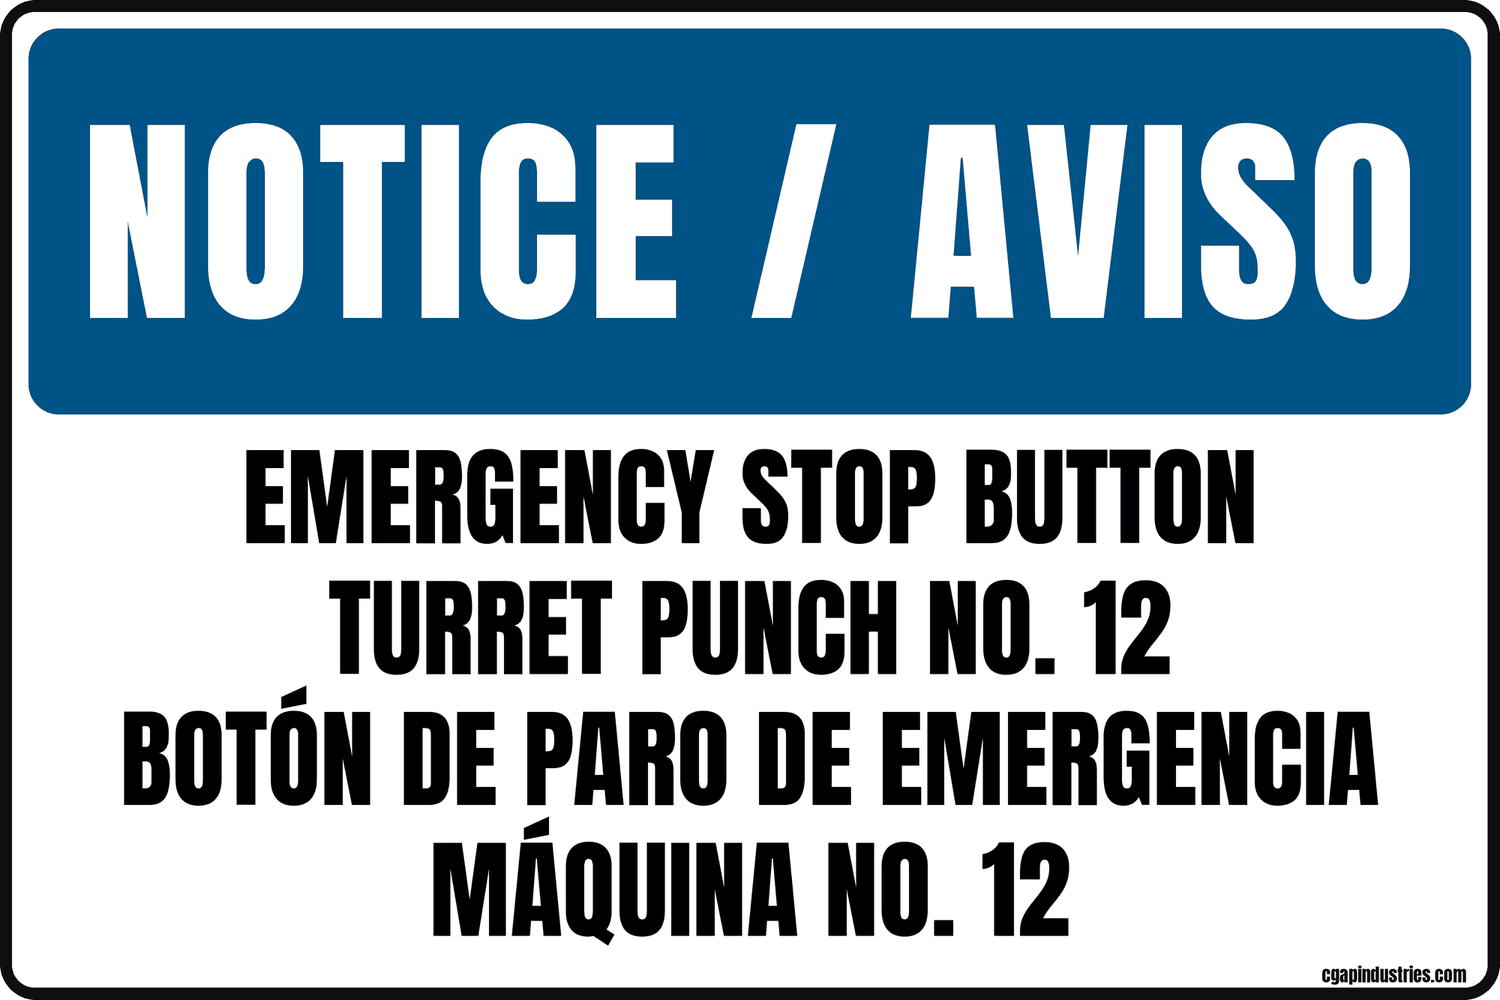 NOTICE / AVISO
EMERGENCY STOP BUTTON
TURRET PUNCH NO. 12
BOTÓN DE PARO DE EMERGENCIA
MÁQUINA NO. 12
cgapindustries.com